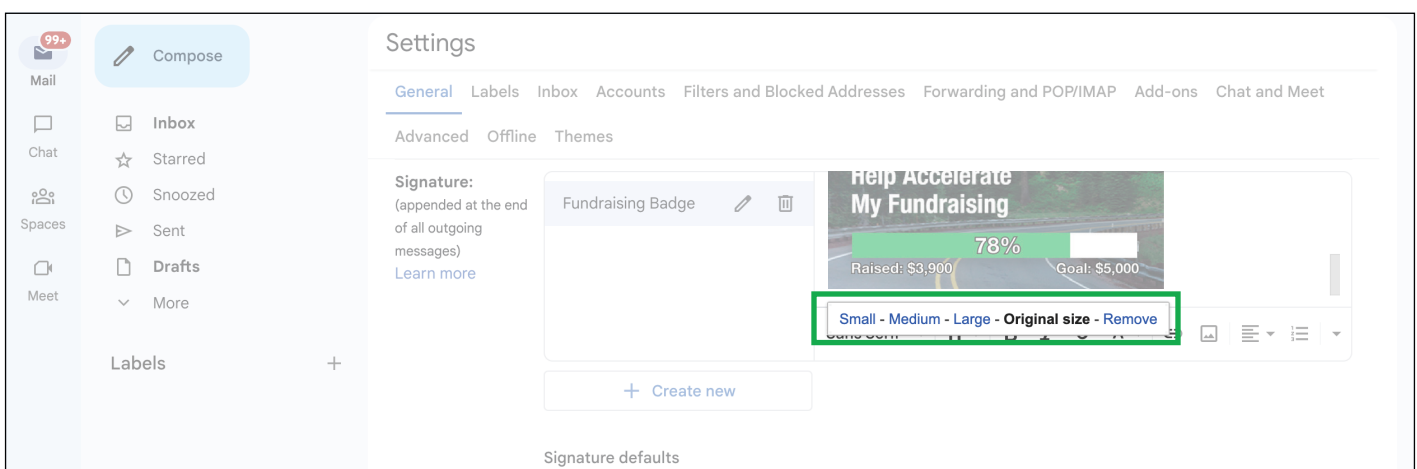 99+
Mail
Chat
Spaces
Meet
Compose
Inbox
Starred
Snoozed
Sent
Drafts
More
Labels
Settings
General Labels Inbox Accounts Filters and Blocked Addresses Forwarding and POP/IMAP Add-ons Chat and Meet
Advanced Offline Themes
Signature:
(appended at the end
of all outgoing
messages)
Learn more
Fundraising Badge
Help Accelerate
My Fundraising
78%
Raised: $3,900 Goal: $5,000
Small - Medium - Large - Original size - Remove
+ Create new
Signature defaults